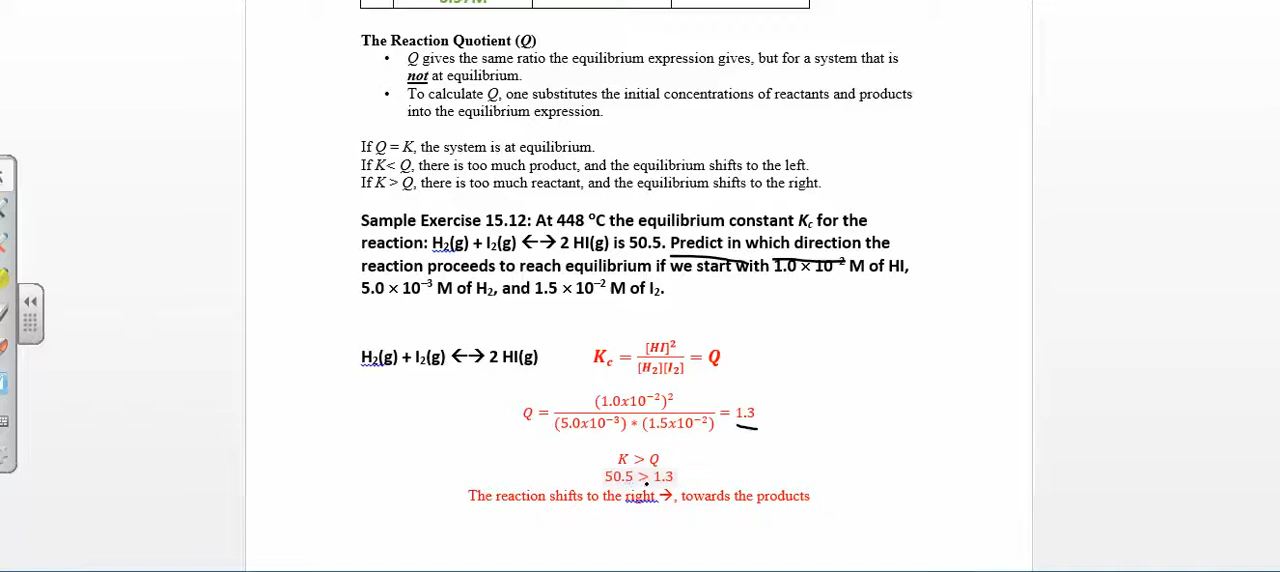 The Reaction Quotient (Q)
• Q gives the same ratio the equilibrium expression gives, but for a system that is
not at equilibrium.
• To calculate Q, one substitutes the initial concentrations of reactants and products
into the equilibrium expression.
If Q = K, the system is at equilibrium.
If K< Q, there is too much product, and the equilibrium shifts to the left.
If K > Q, there is too much reactant, and the equilibrium shifts to the right.
Sample Exercise 15.12: At 448 ºC the equilibrium constant Kc for the
reaction: H₂(g) + I₂(g) ←→ 2 HI(g) is 50.5. Predict in which direction the
reaction proceeds to reach equilibrium if we start with 1.0 × 10⁻² M of HI,
5.0 × 10⁻³ M of H₂, and 1.5 × 10⁻² M of I₂.
H₂(g) + I₂(g) ←→ 2 HI(g) Kc = [HI]² / [H₂][I₂] = Q
Q = (1.0x10⁻²)² / (5.0x10⁻³) * (1.5x10⁻²) = 1.3
K > Q
50.5 > 1.3
The reaction shifts to the right →, towards the products